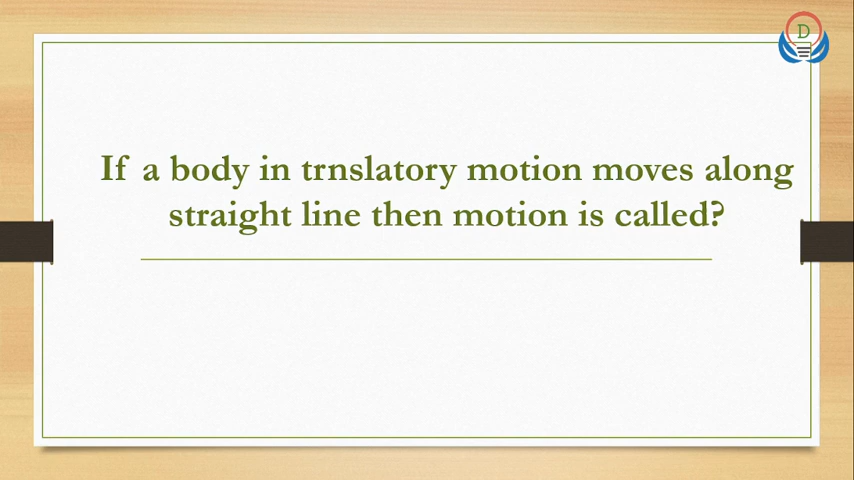 D
If a body in trnslatory motion moves along
straight line then motion is called?